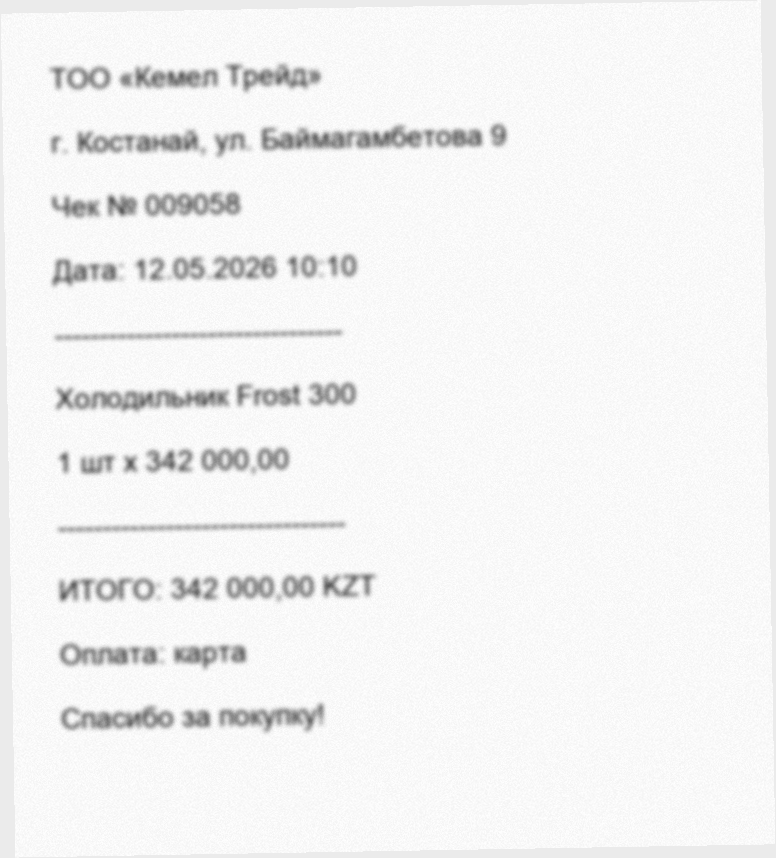 ТОО «Кемел Трейд»
г. Костанай, ул. Баймагамбетова 9
Чек № 009058
Дата: 12.05.2026 10:10
--------------------------------
Холодильник Frost 300
1 шт x 342 000,00
--------------------------------
ИТОГО: 342 000,00 KZT
Оплата: карта
Спасибо за покупку!